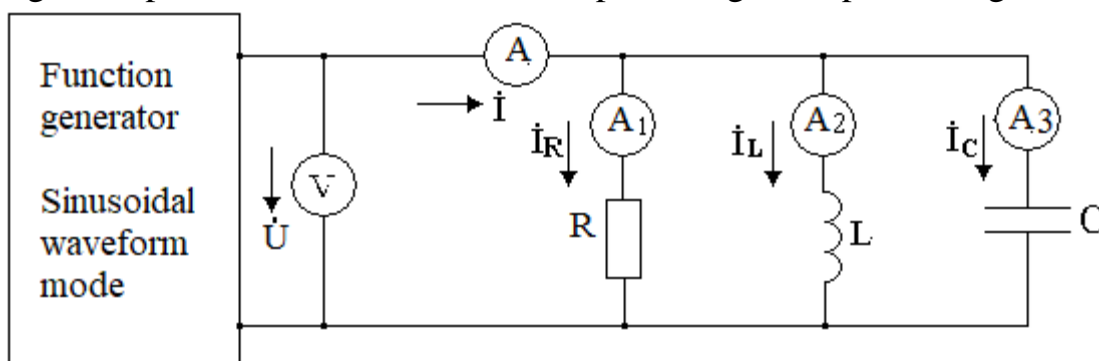 Function
generator
Sinusoidal
waveform
mode
U̇
V
A
İ
İR
A1
R
İL
A2
L
İC
A3